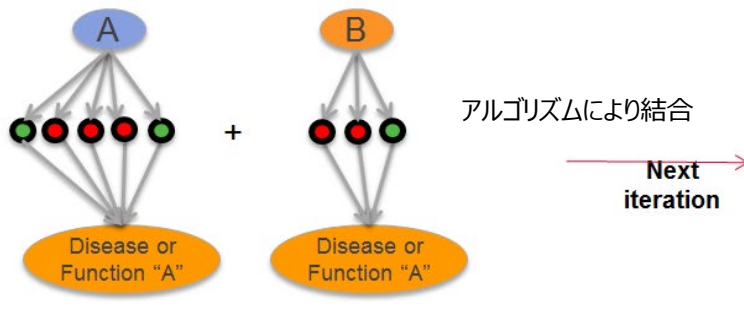 A
B
+
アルゴリズムにより結合
Next
iteration
Disease or
Function “A”
Disease or
Function “A”